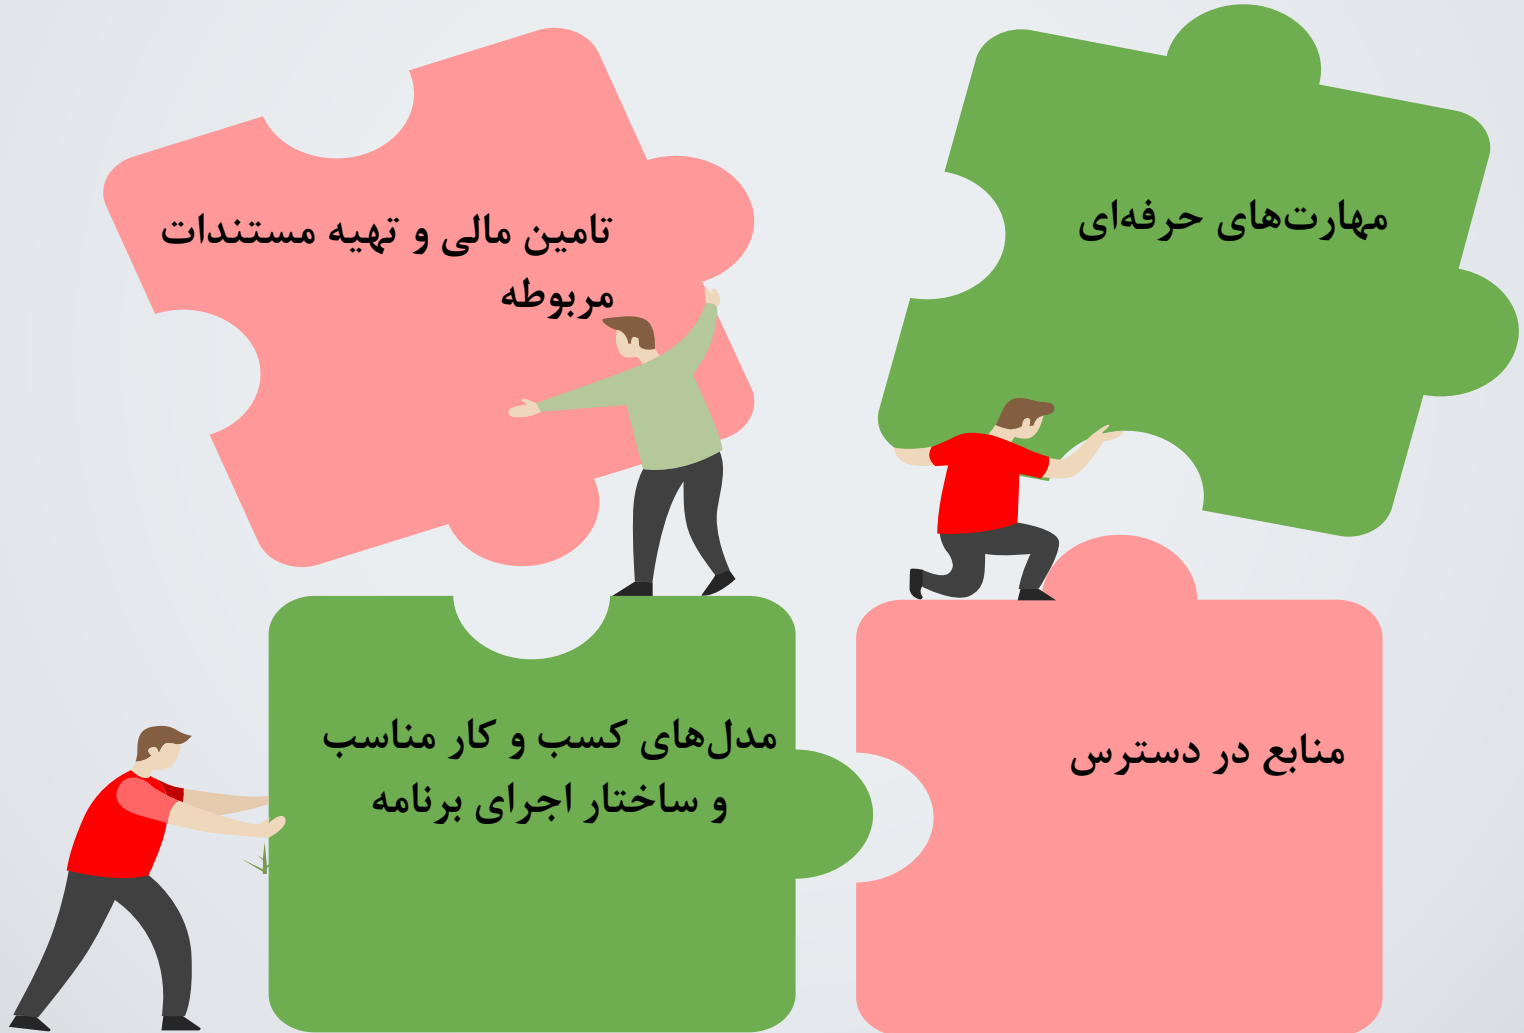 مهارت‌های حرفه‌ای
تامین مالی و تهیه مستندات
مربوطه
منابع در دسترس
مدل‌های کسب و کار مناسب
و ساختار اجرای برنامه